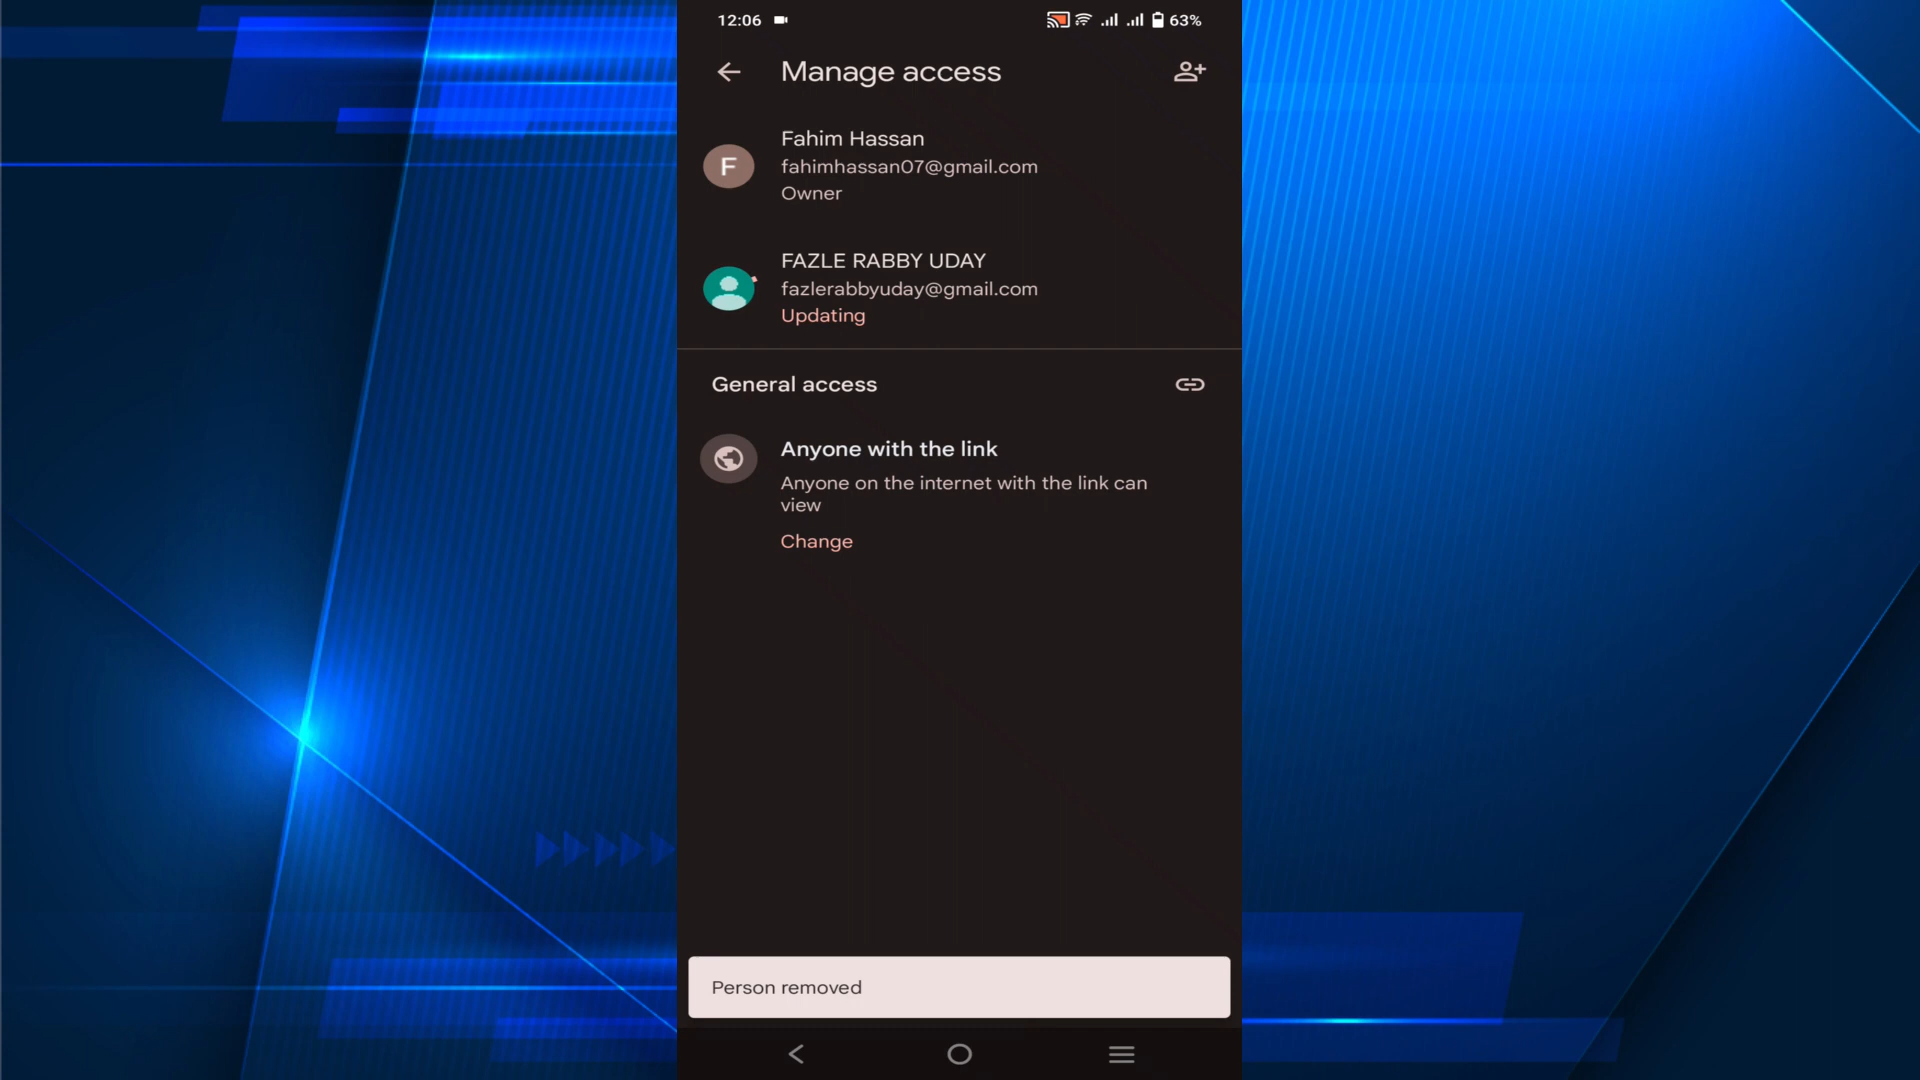 12:06
63%
Manage access
Fahim Hassan
F
fahimhassan07@gmail.com
Owner
FAZLE RABBY UDAY
fazlerabbyuday@gmail.com
Updating
General access
Anyone with the link
Anyone on the internet with the link can
view
Change
Person removed